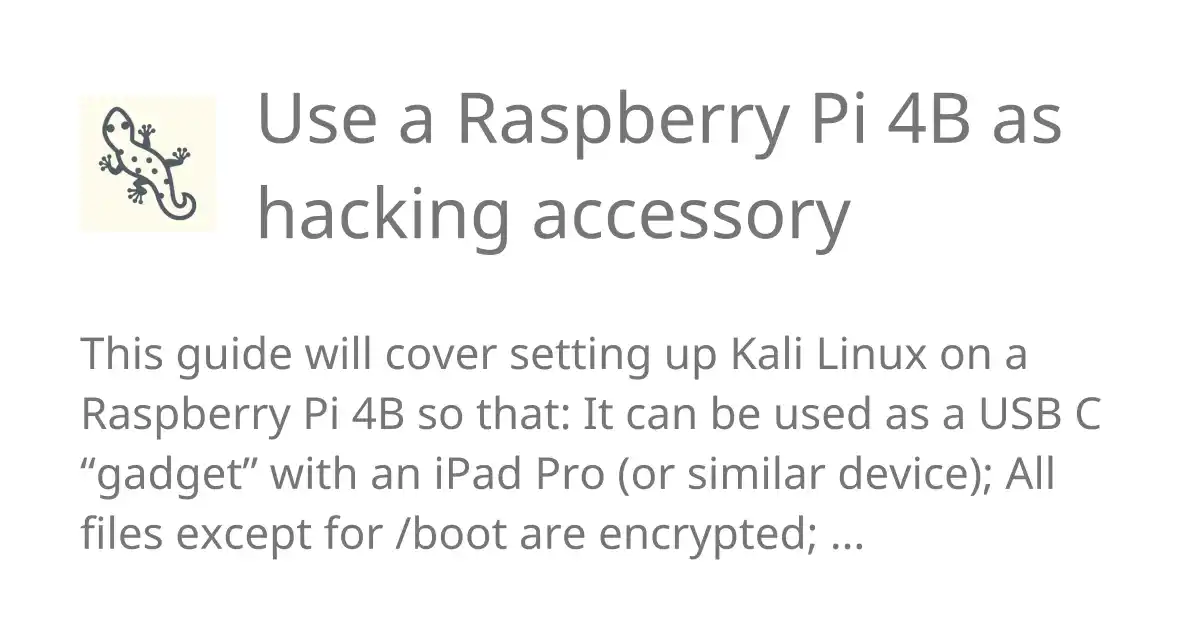 Use a Raspberry Pi 4B as
hacking accessory
This guide will cover setting up Kali Linux on a
Raspberry Pi 4B so that: It can be used as a USB C
“gadget” with an iPad Pro (or similar device); All
files except for /boot are encrypted; ...